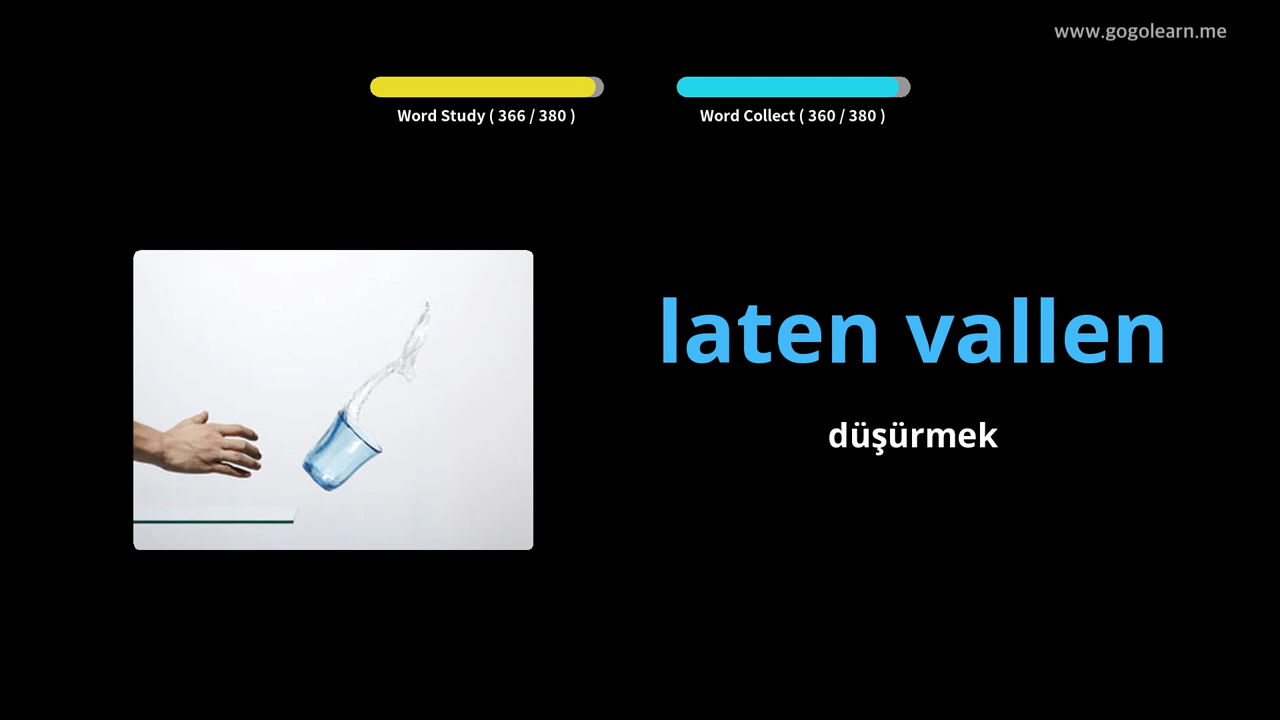 www.gogolearn.me
Word Study ( 366 / 380 )
Word Collect ( 360 / 380 )
laten vallen
düşürmek